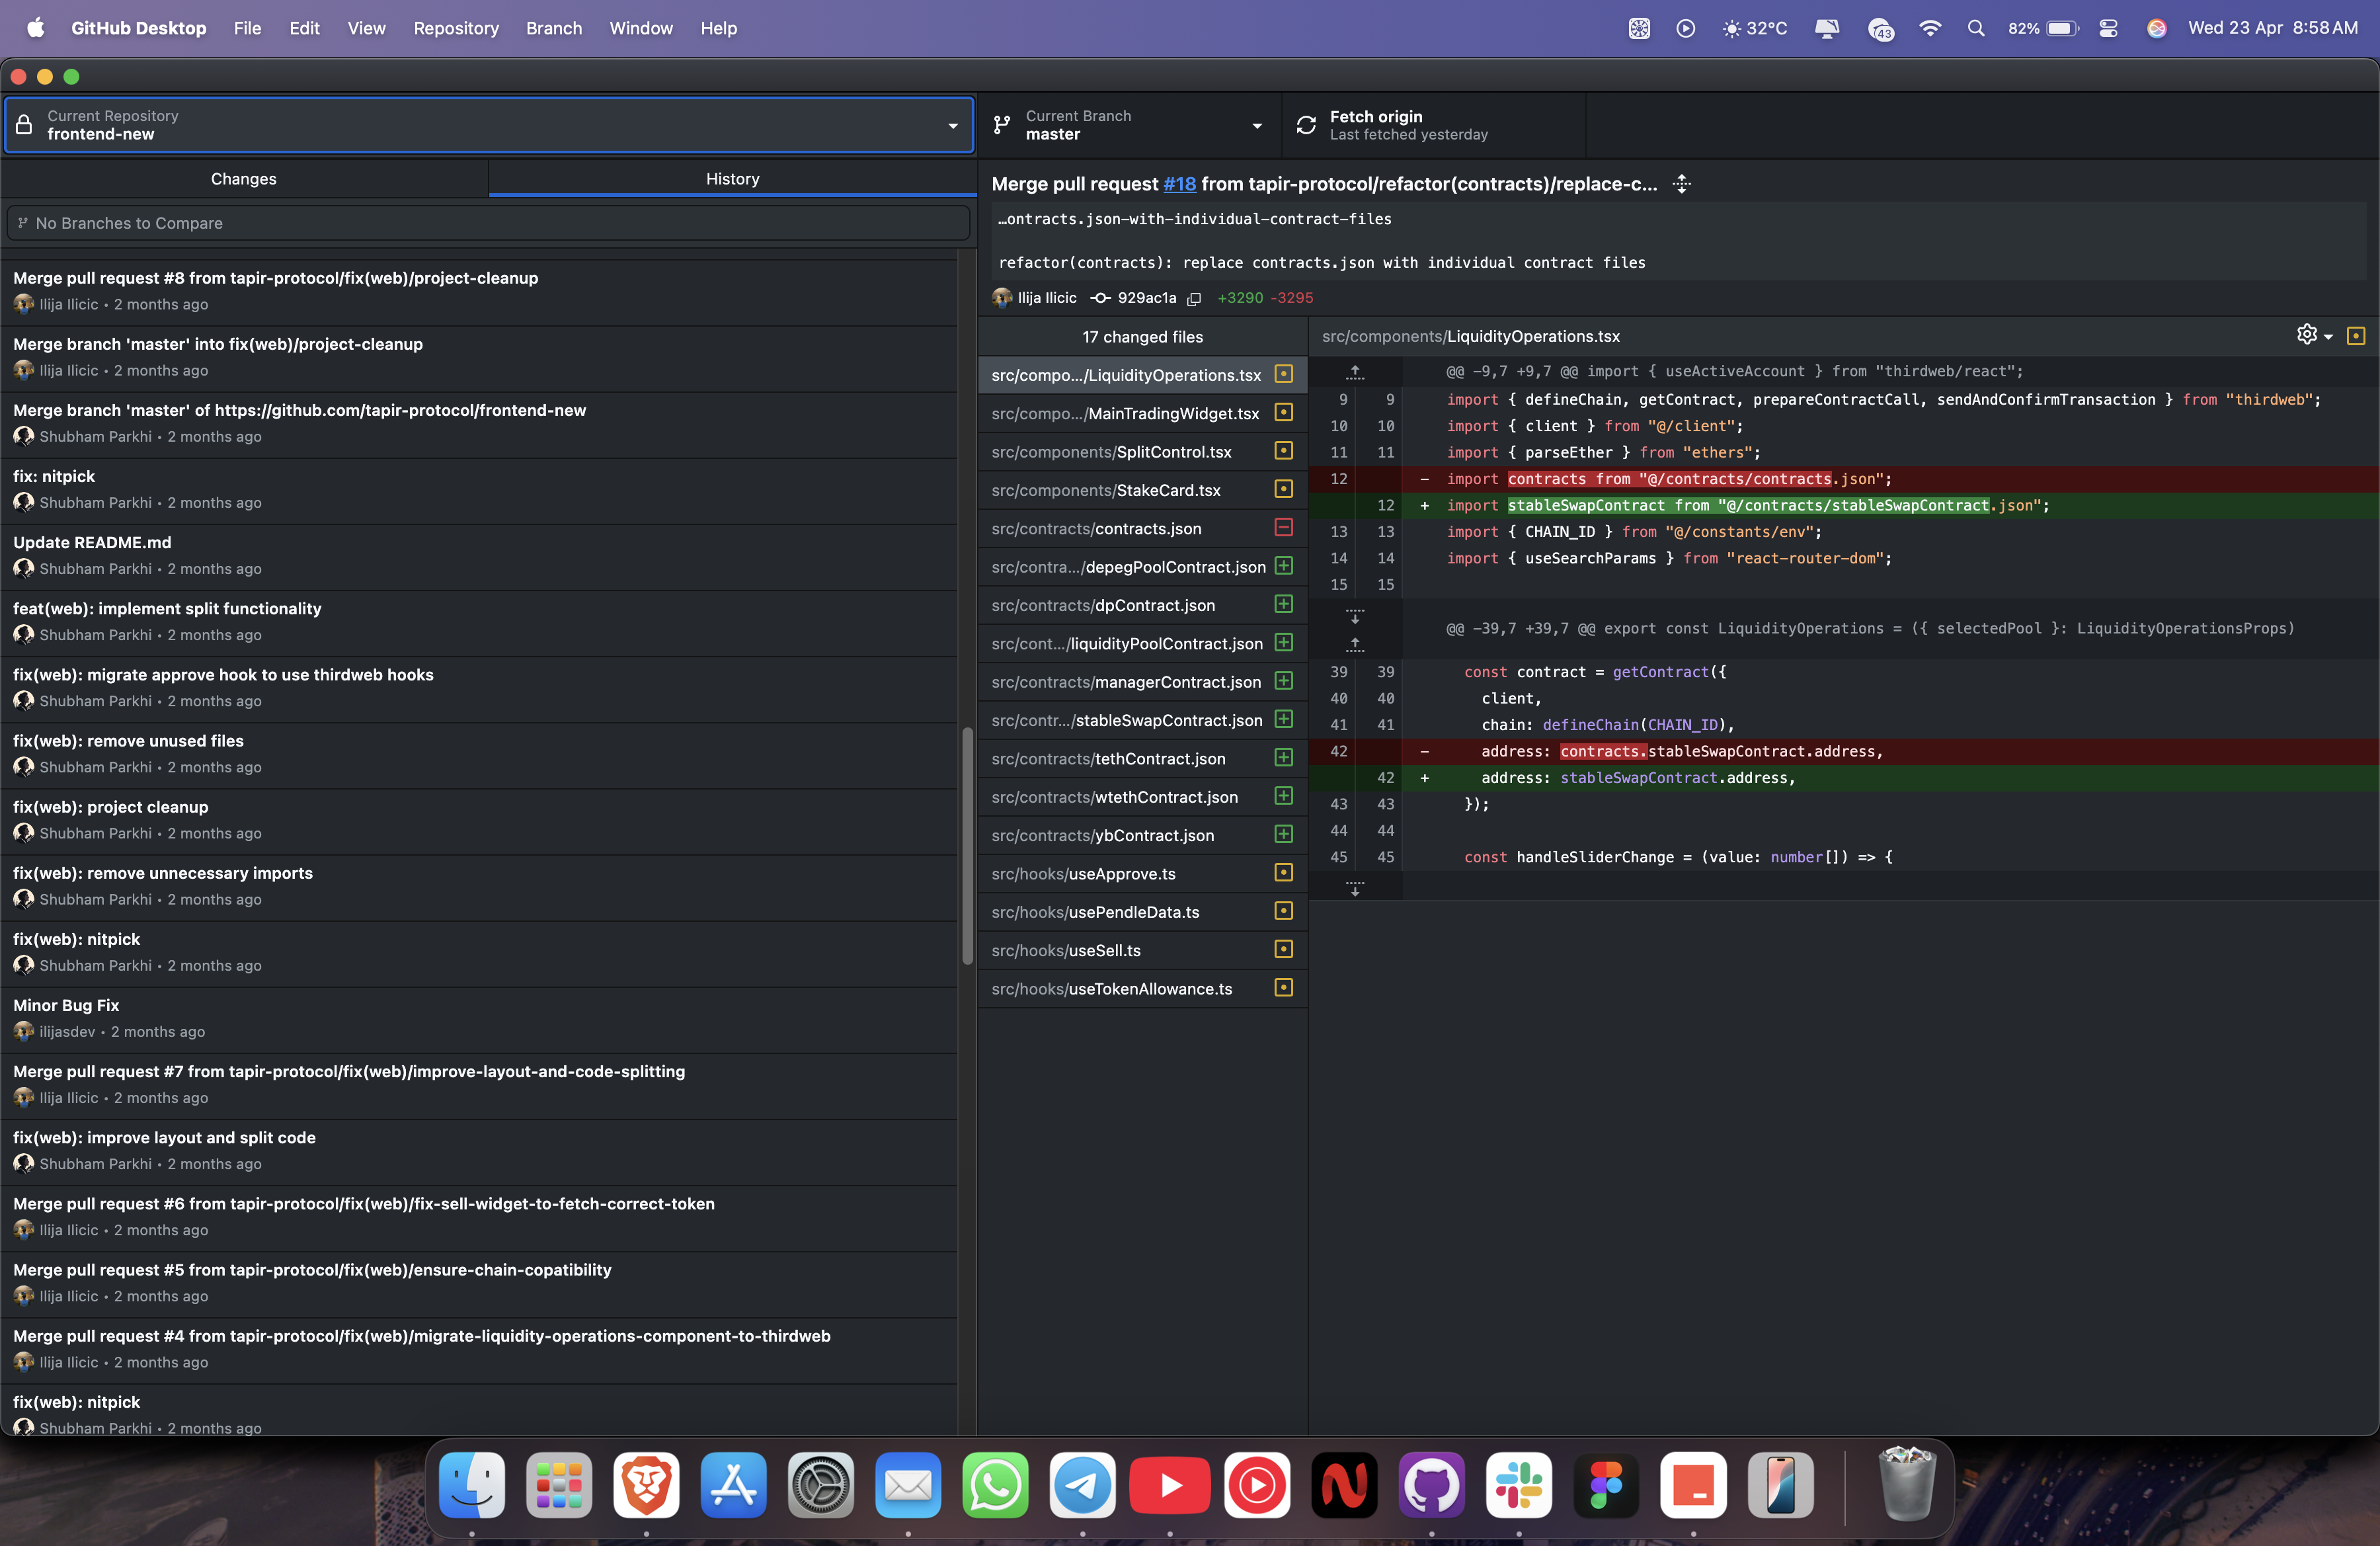 GitHub Desktop File Edit View Repository Branch Window Help
32°C 43 82% Wed 23 Apr 8:58 AM
Current Repository
frontend-new
Current Branch
master
Fetch origin
Last fetched yesterday
Changes
History
No Branches to Compare
Merge pull request #8 from tapir-protocol/fix(web)/project-cleanup
Ilija Ilicic • 2 months ago
Merge branch 'master' into fix(web)/project-cleanup
Ilija Ilicic • 2 months ago
Merge branch 'master' of https://github.com/tapir-protocol/frontend-new
Shubham Parkhi • 2 months ago
fix: nitpick
Shubham Parkhi • 2 months ago
Update README.md
Shubham Parkhi • 2 months ago
feat(web): implement split functionality
Shubham Parkhi • 2 months ago
fix(web): migrate approve hook to use thirdweb hooks
Shubham Parkhi • 2 months ago
fix(web): remove unused files
Shubham Parkhi • 2 months ago
fix(web): project cleanup
Shubham Parkhi • 2 months ago
fix(web): remove unnecessary imports
Shubham Parkhi • 2 months ago
fix(web): nitpick
Shubham Parkhi • 2 months ago
Minor Bug Fix
ilijasdev • 2 months ago
Merge pull request #7 from tapir-protocol/fix(web)/improve-layout-and-code-splitting
Ilija Ilicic • 2 months ago
fix(web): improve layout and split code
Shubham Parkhi • 2 months ago
Merge pull request #6 from tapir-protocol/fix(web)/fix-sell-widget-to-fetch-correct-token
Ilija Ilicic • 2 months ago
Merge pull request #5 from tapir-protocol/fix(web)/ensure-chain-copatibility
Ilija Ilicic • 2 months ago
Merge pull request #4 from tapir-protocol/fix(web)/migrate-liquidity-operations-component-to-thirdweb
Ilija Ilicic • 2 months ago
fix(web): nitpick
Shubham Parkhi • 2 months ago
Merge pull request #18 from tapir-protocol/refactor(contracts)/replace-c...
…ontracts.json-with-individual-contract-files
refactor(contracts): replace contracts.json with individual contract files
Ilija Ilicic 929ac1a +3290 -3295
17 changed files
src/compo.../LiquidityOperations.tsx
src/compo.../MainTradingWidget.tsx
src/components/SplitControl.tsx
src/components/StakeCard.tsx
src/contracts/contracts.json
src/contra.../depegPoolContract.json
src/contracts/dpContract.json
src/cont.../liquidityPoolContract.json
src/contracts/managerContract.json
src/contr.../stableSwapContract.json
src/contracts/tethContract.json
src/contracts/wtethContract.json
src/contracts/ybContract.json
src/hooks/useApprove.ts
src/hooks/usePendleData.ts
src/hooks/useSell.ts
src/hooks/useTokenAllowance.ts
src/components/LiquidityOperations.tsx
@@ -9,7 +9,7 @@ import { useActiveAccount } from "thirdweb/react";
9 9 import { defineChain, getContract, prepareContractCall, sendAndConfirmTransaction } from "thirdweb";
10 10 import { client } from "@/client";
11 11 import { parseEther } from "ethers";
12 - import contracts from "@/contracts/contracts.json";
12 + import stableSwapContract from "@/contracts/stableSwapContract.json";
13 13 import { CHAIN_ID } from "@/constants/env";
14 14 import { useSearchParams } from "react-router-dom";
15 15
@@ -39,7 +39,7 @@ export const LiquidityOperations = ({ selectedPool }: LiquidityOperationsProps)
39 39 const contract = getContract({
40 40 client,
41 41 chain: defineChain(CHAIN_ID),
42 - address: contracts.stableSwapContract.address,
42 + address: stableSwapContract.address,
43 43 });
44 44
45 45 const handleSliderChange = (value: number[]) => {